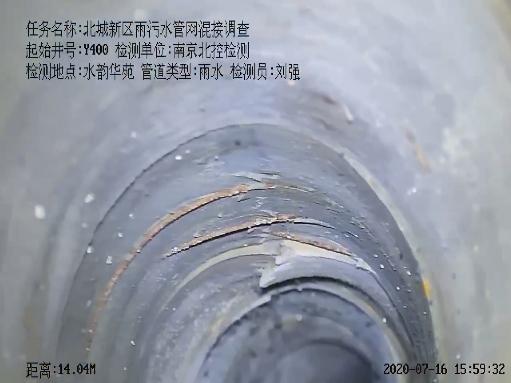 任务名称:北城新区雨污水管网混接调查
起始井号:Y400 检测单位:南京北控检测
检测地点:水韵华苑 管道类型:雨水 检测员:刘强
距离:14.04M
2020-07-16 15:59:32